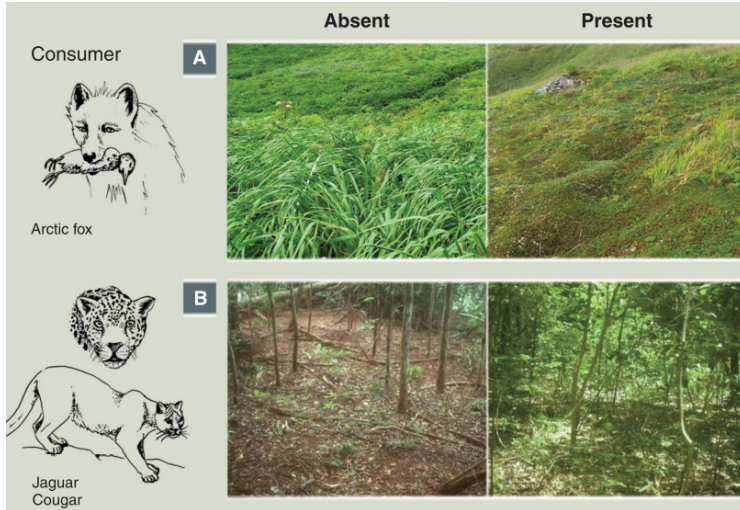 Absent
Present
Consumer
A
Arctic fox
B
Jaguar
Cougar